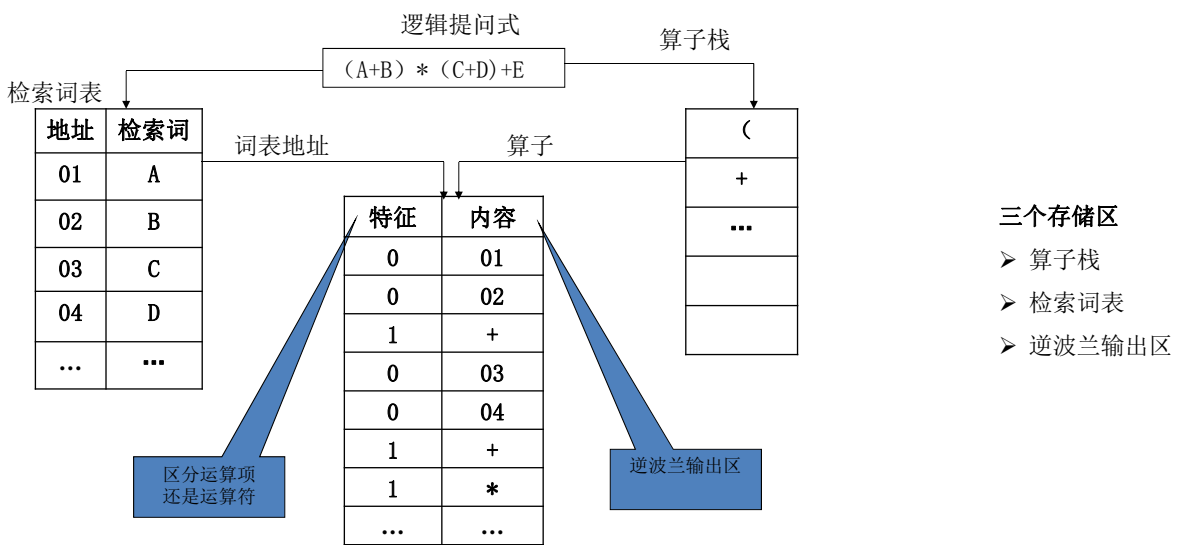 逻辑提问式
算子栈
（A+B）*（C+D)+E
检索词表
地址 检索词
01 A
02 B
03 C
04 D
… …
词表地址
算子
(
+
…
特征 内容
0 01
0 02
1 +
0 03
0 04
1 +
1 *
… …
区分运算项
还是运算符
逆波兰输出区
三个存储区
➢ 算子栈
➢ 检索词表
➢ 逆波兰输出区